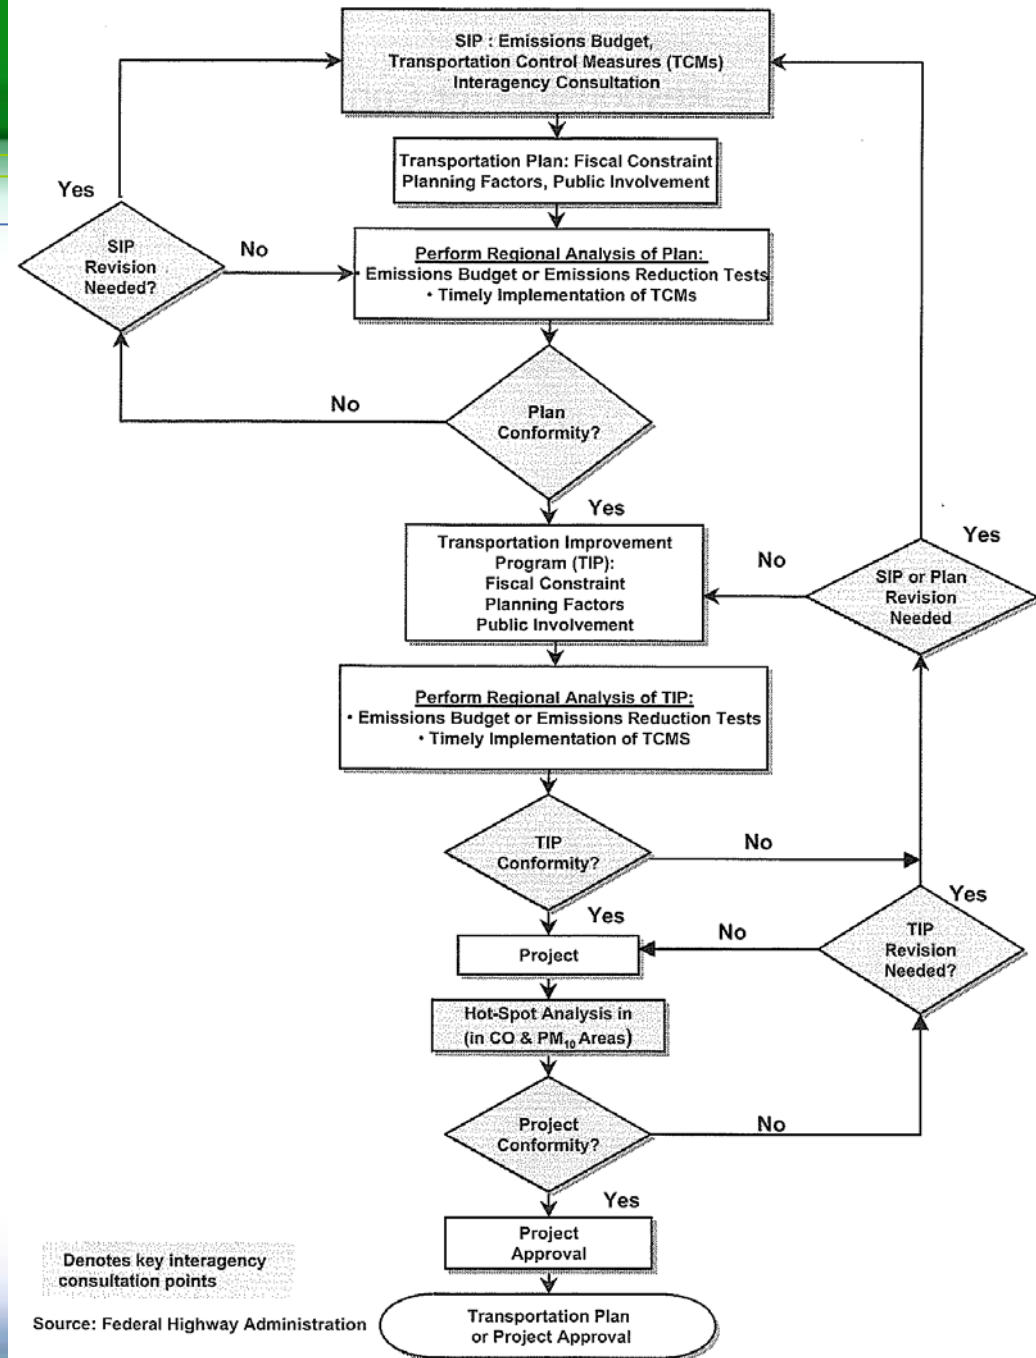 SIP : Emissions Budget,
Transportation Control Measures (TCMs)
Interagency Consultation
Transportation Plan: Fiscal Constraint
Planning Factors, Public Involvement
Yes
SIP
Revision
Needed?
No
Perform Regional Analysis of Plan:
• Emissions Budget or Emissions Reduction Tests
• Timely Implementation of TCMs
No
Plan
Conformity?
Yes
Transportation Improvement
Program (TIP):
Fiscal Constraint
Planning Factors
Public Involvement
No
Yes
SIP or Plan
Revision
Needed
Perform Regional Analysis of TIP:
• Emissions Budget or Emissions Reduction Tests
• Timely Implementation of TCMS
TIP
Conformity?
No
Yes
Yes
TIP
Revision
Needed?
No
Project
Hot-Spot Analysis in
(in CO & PM₁₀ Areas)
Project
Conformity?
No
Yes
Project
Approval
Denotes key interagency
consultation points
Source: Federal Highway Administration
Transportation Plan
or Project Approval